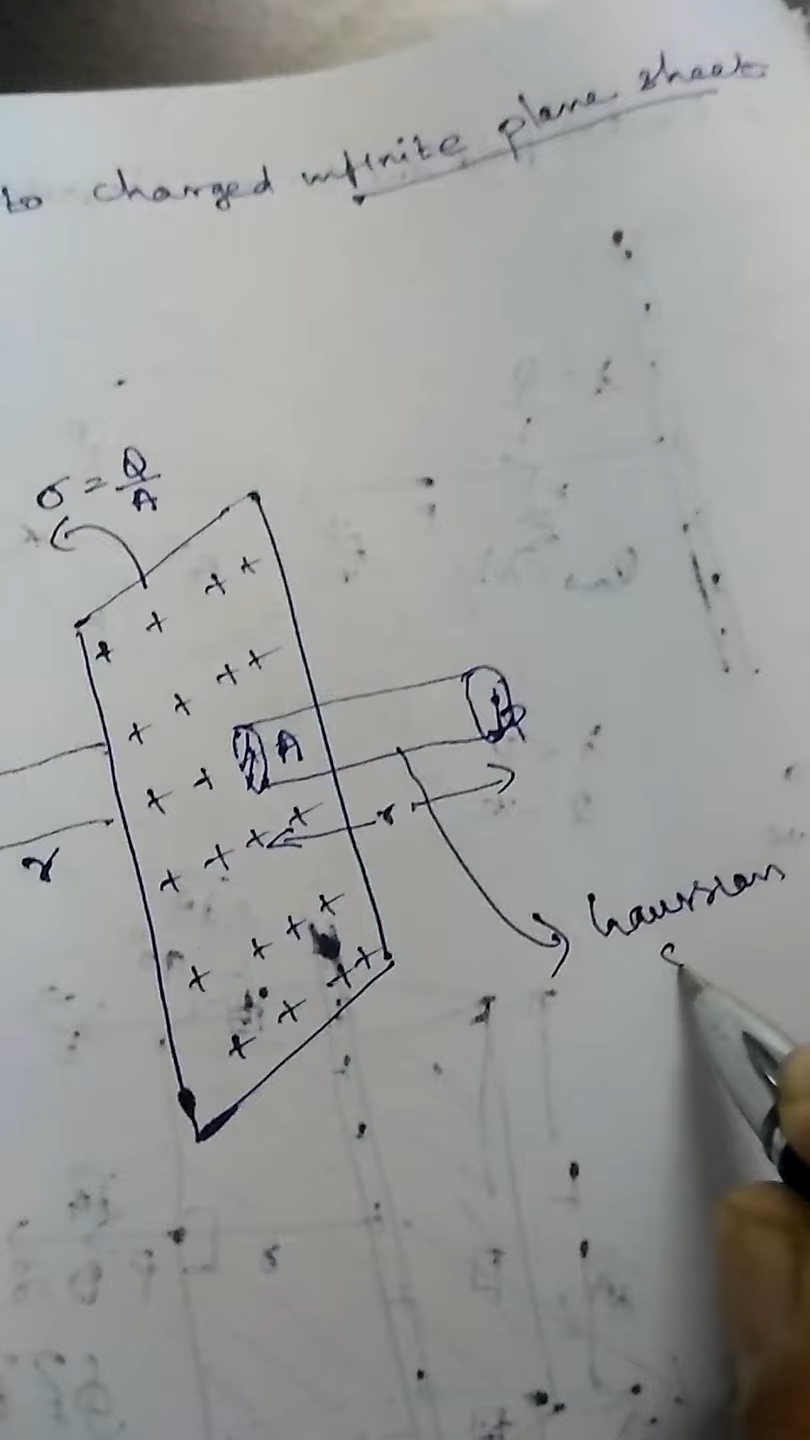 to charged infinite plane sheet
σ = Q/A
A
r
r
Gaussian